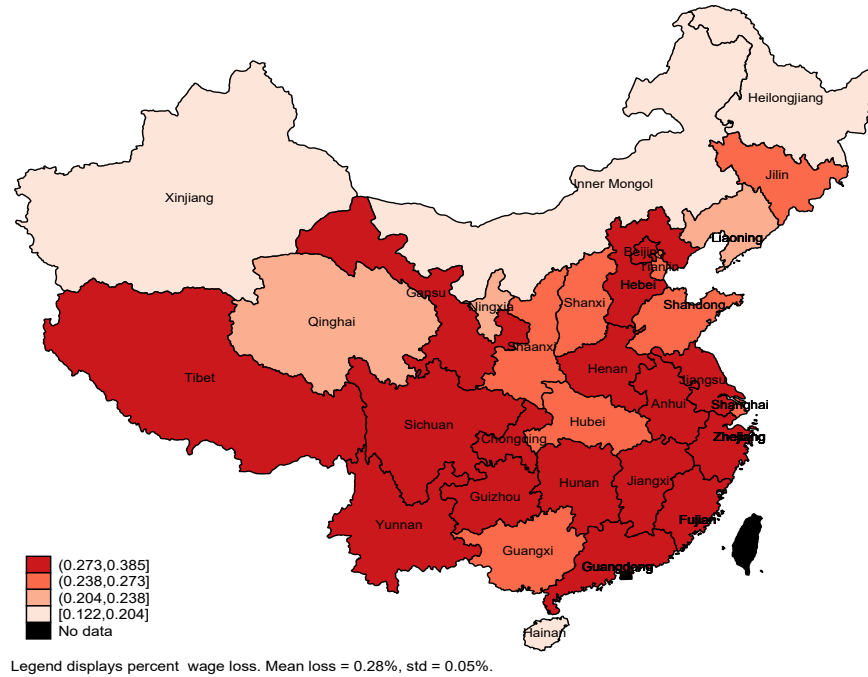 Heilongjiang
Jilin
Inner Mongol
Xinjiang
Liaoning
Beijing
Tianjin
Hebei
Gansu
Ningxia
Shanxi
Shandong
Qinghai
Shaanxi
Henan
Tibet
Jiangsu
Anhui
Shanghai
Sichuan
Hubei
Chongqing
Zhejiang
Hunan
Jiangxi
Guizhou
Yunnan
Fujian
Guangxi
Guangdong
Hainan
(0.273,0.385]
(0.238,0.273]
(0.204,0.238]
[0.122,0.204]
No data
Legend displays percent wage loss. Mean loss = 0.28%, std = 0.05%.